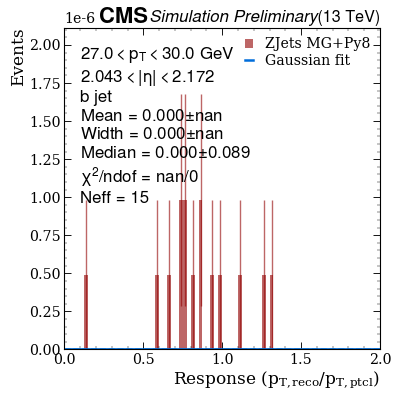 1e-6 CMS Simulation Preliminary (13 TeV)
Events
2.00
1.75
1.50
1.25
1.00
0.75
0.50
0.25
0.00
27.0 < p_T < 30.0 GeV
2.043 < |η| < 2.172
b jet
Mean = 0.000±nan
Width = 0.000±nan
Median = 0.000±0.089
χ²/ndof = nan/0
Neff = 15
ZJets MG+Py8
Gaussian fit
0.0 0.5 1.0 1.5 2.0
Response (p_T,reco/p_T,ptcl)